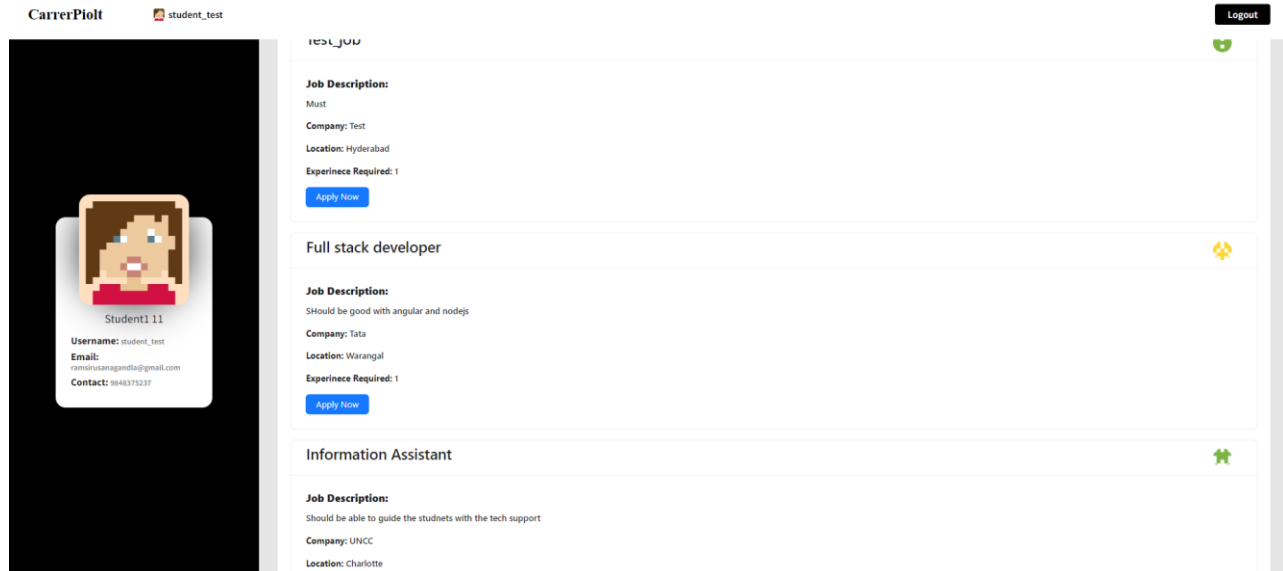 CarrerPiolt
student_test
Logout
Test_job
Job Description:
Must
Company: Test
Location: Hyderabad
Experinece Required: 1
Apply Now
Student1 11
Username: student_test
Email:
ramsirusanagandla@gmail.com
Contact: 9848375237
Full stack developer
Job Description:
SHould be good with angular and nodejs
Company: Tata
Location: Warangal
Experinece Required: 1
Apply Now
Information Assistant
Job Description:
Should be able to guide the studnets with the tech support
Company: UNCC
Location: Charlotte